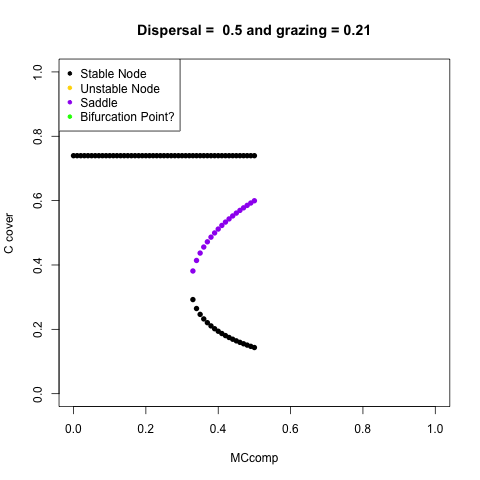 Dispersal =  0.5 and grazing = 0.21
Stable Node
Unstable Node
Saddle
Bifurcation Point?
C cover
1.0
0.8
0.6
0.4
0.2
0.0
0.0 0.2 0.4 0.6 0.8 1.0
MCcomp